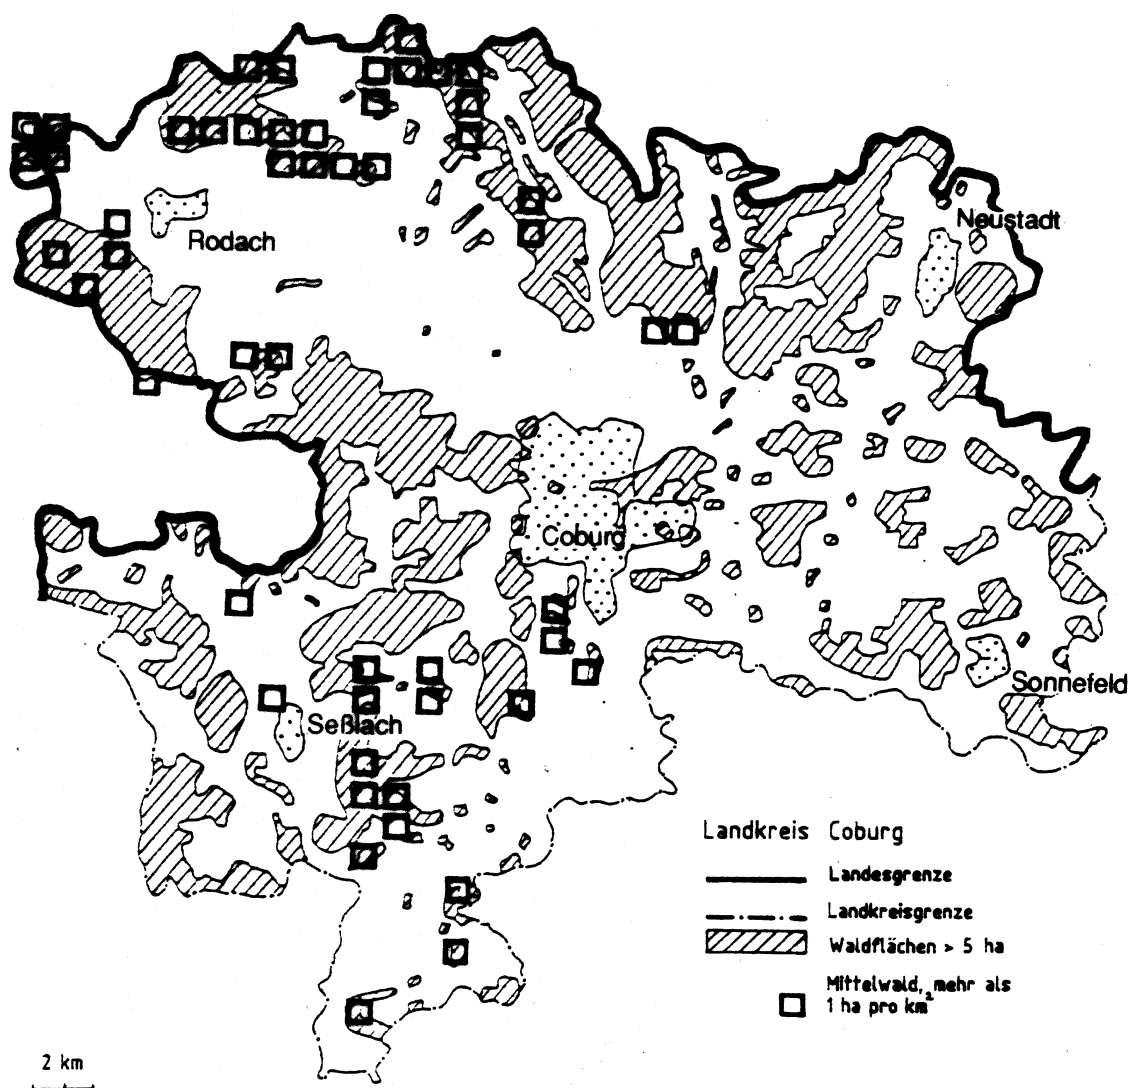 Neustadt
Rodach
Coburg
Sonnefeld
Seßlach
Landkreis Coburg
Landesgrenze
Landkreisgrenze
Waldflächen > 5 ha
Mittelwald, mehr als
1 ha pro km²
2 km